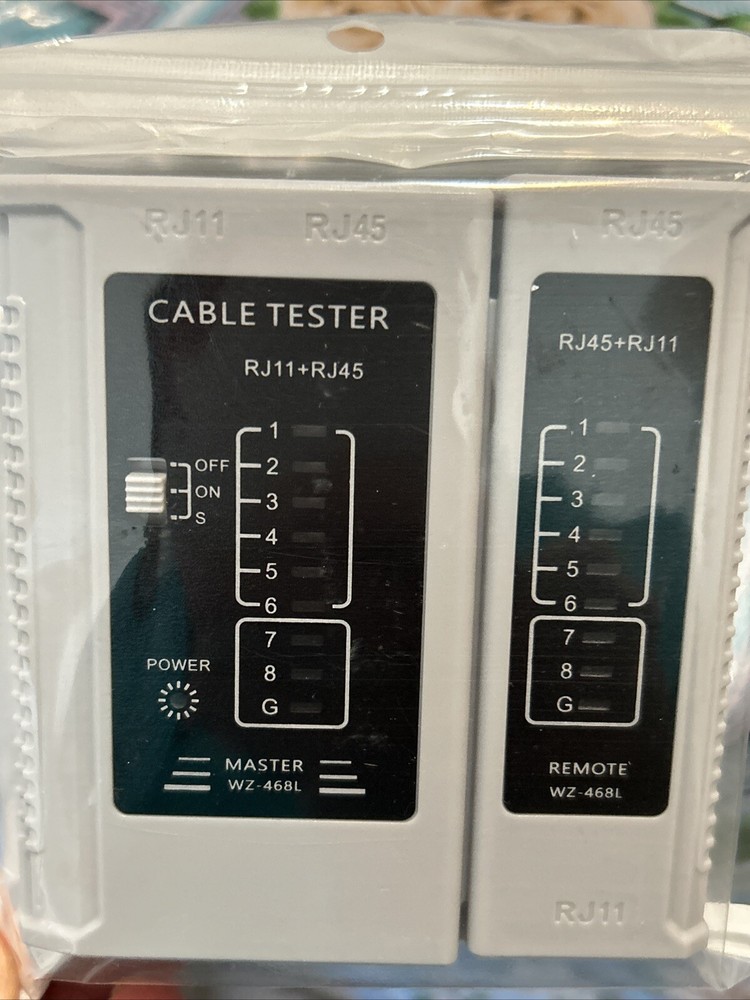 RJ11 RJ45
RJ45
CABLE TESTER
RJ11+RJ45
1
2
3
4
5
6
7
8
G
OFF
ON
S
POWER
MASTER
WZ-468L
RJ45+RJ11
1
2
3
4
5
6
7
8
G
REMOTE
WZ-468L
RJ11